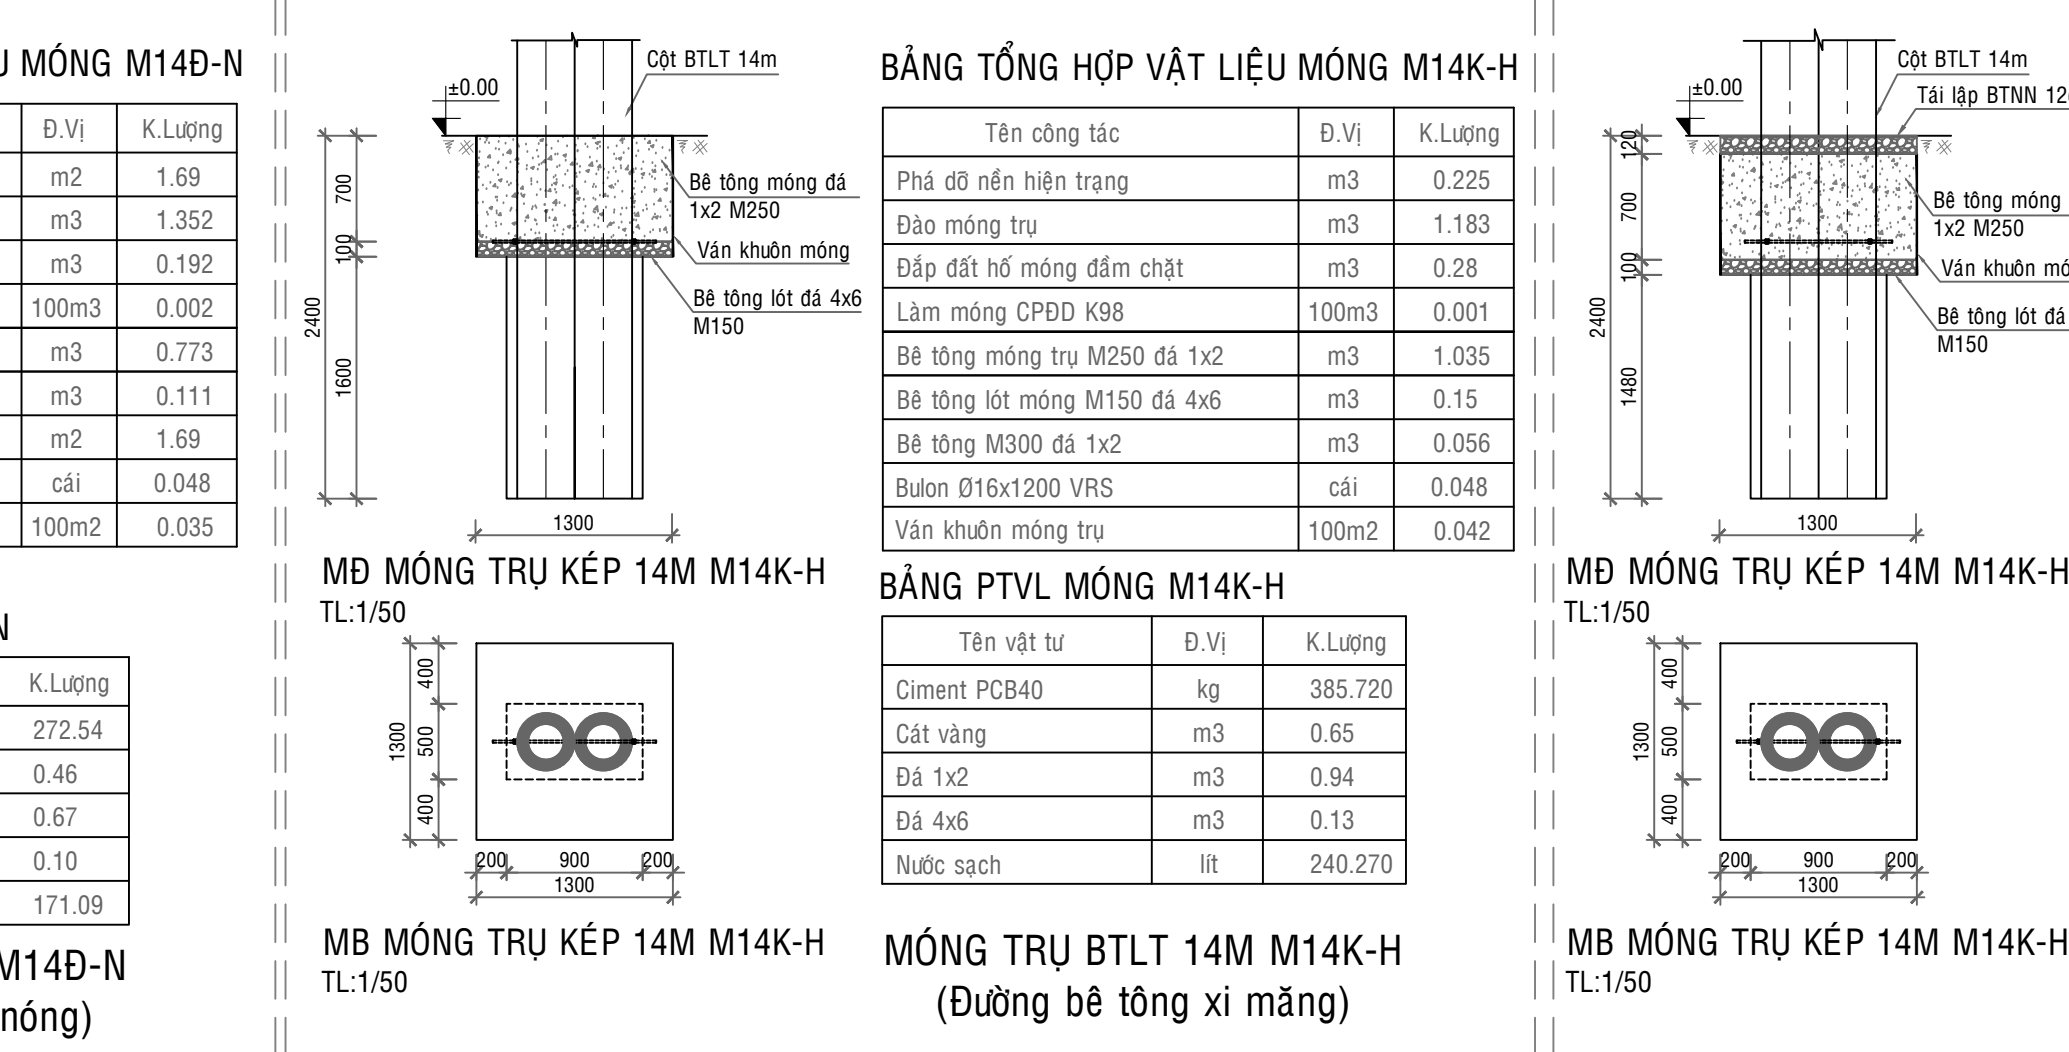 MÓNG M14Đ-N
Đ.Vị K.Lượng
m2 1.69
m3 1.352
m3 0.192
100m3 0.002
m3 0.773
m3 0.111
m2 1.69
cái 0.048
100m2 0.035
N
K.Lượng
272.54
0.46
0.67
0.10
171.09
M14Đ-N
nóng)
Cột BTLT 14m
±0.00
Bê tông móng đá
1x2 M250
Ván khuôn móng
Bê tông lót đá 4x6
M150
700
100
1600
2400
1300
MĐ MÓNG TRỤ KÉP 14M M14K-H
TL:1/50
400
500
400
1300
200 900 200
1300
MB MÓNG TRỤ KÉP 14M M14K-H
TL:1/50
BẢNG TỔNG HỢP VẬT LIỆU MÓNG M14K-H
Tên công tác Đ.Vị K.Lượng
Phá dỡ nền hiện trạng m3 0.225
Đào móng trụ m3 1.183
Đắp đất hố móng đầm chặt m3 0.28
Làm móng CPĐD K98 100m3 0.001
Bê tông móng trụ M250 đá 1x2 m3 1.035
Bê tông lót móng M150 đá 4x6 m3 0.15
Bê tông M300 đá 1x2 m3 0.056
Bulon Ø16x1200 VRS cái 0.048
Ván khuôn móng trụ 100m2 0.042
BẢNG PTVL MÓNG M14K-H
Tên vật tư Đ.Vị K.Lượng
Ciment PCB40 kg 385.720
Cát vàng m3 0.65
Đá 1x2 m3 0.94
Đá 4x6 m3 0.13
Nước sạch lít 240.270
MÓNG TRỤ BTLT 14M M14K-H
(Đường bê tông xi măng)
Cột BTLT 14m
±0.00
Tái lập BTNN
Bê tông móng
1x2 M250
Ván khuôn
Bê tông lót đá
M150
120
700
100
1480
2400
1300
MĐ MÓNG TRỤ KÉP 14M M14K-H
TL:1/50
400
500
400
1300
200 900 200
1300
MB MÓNG TRỤ KÉP 14M M14K-H
TL:1/50